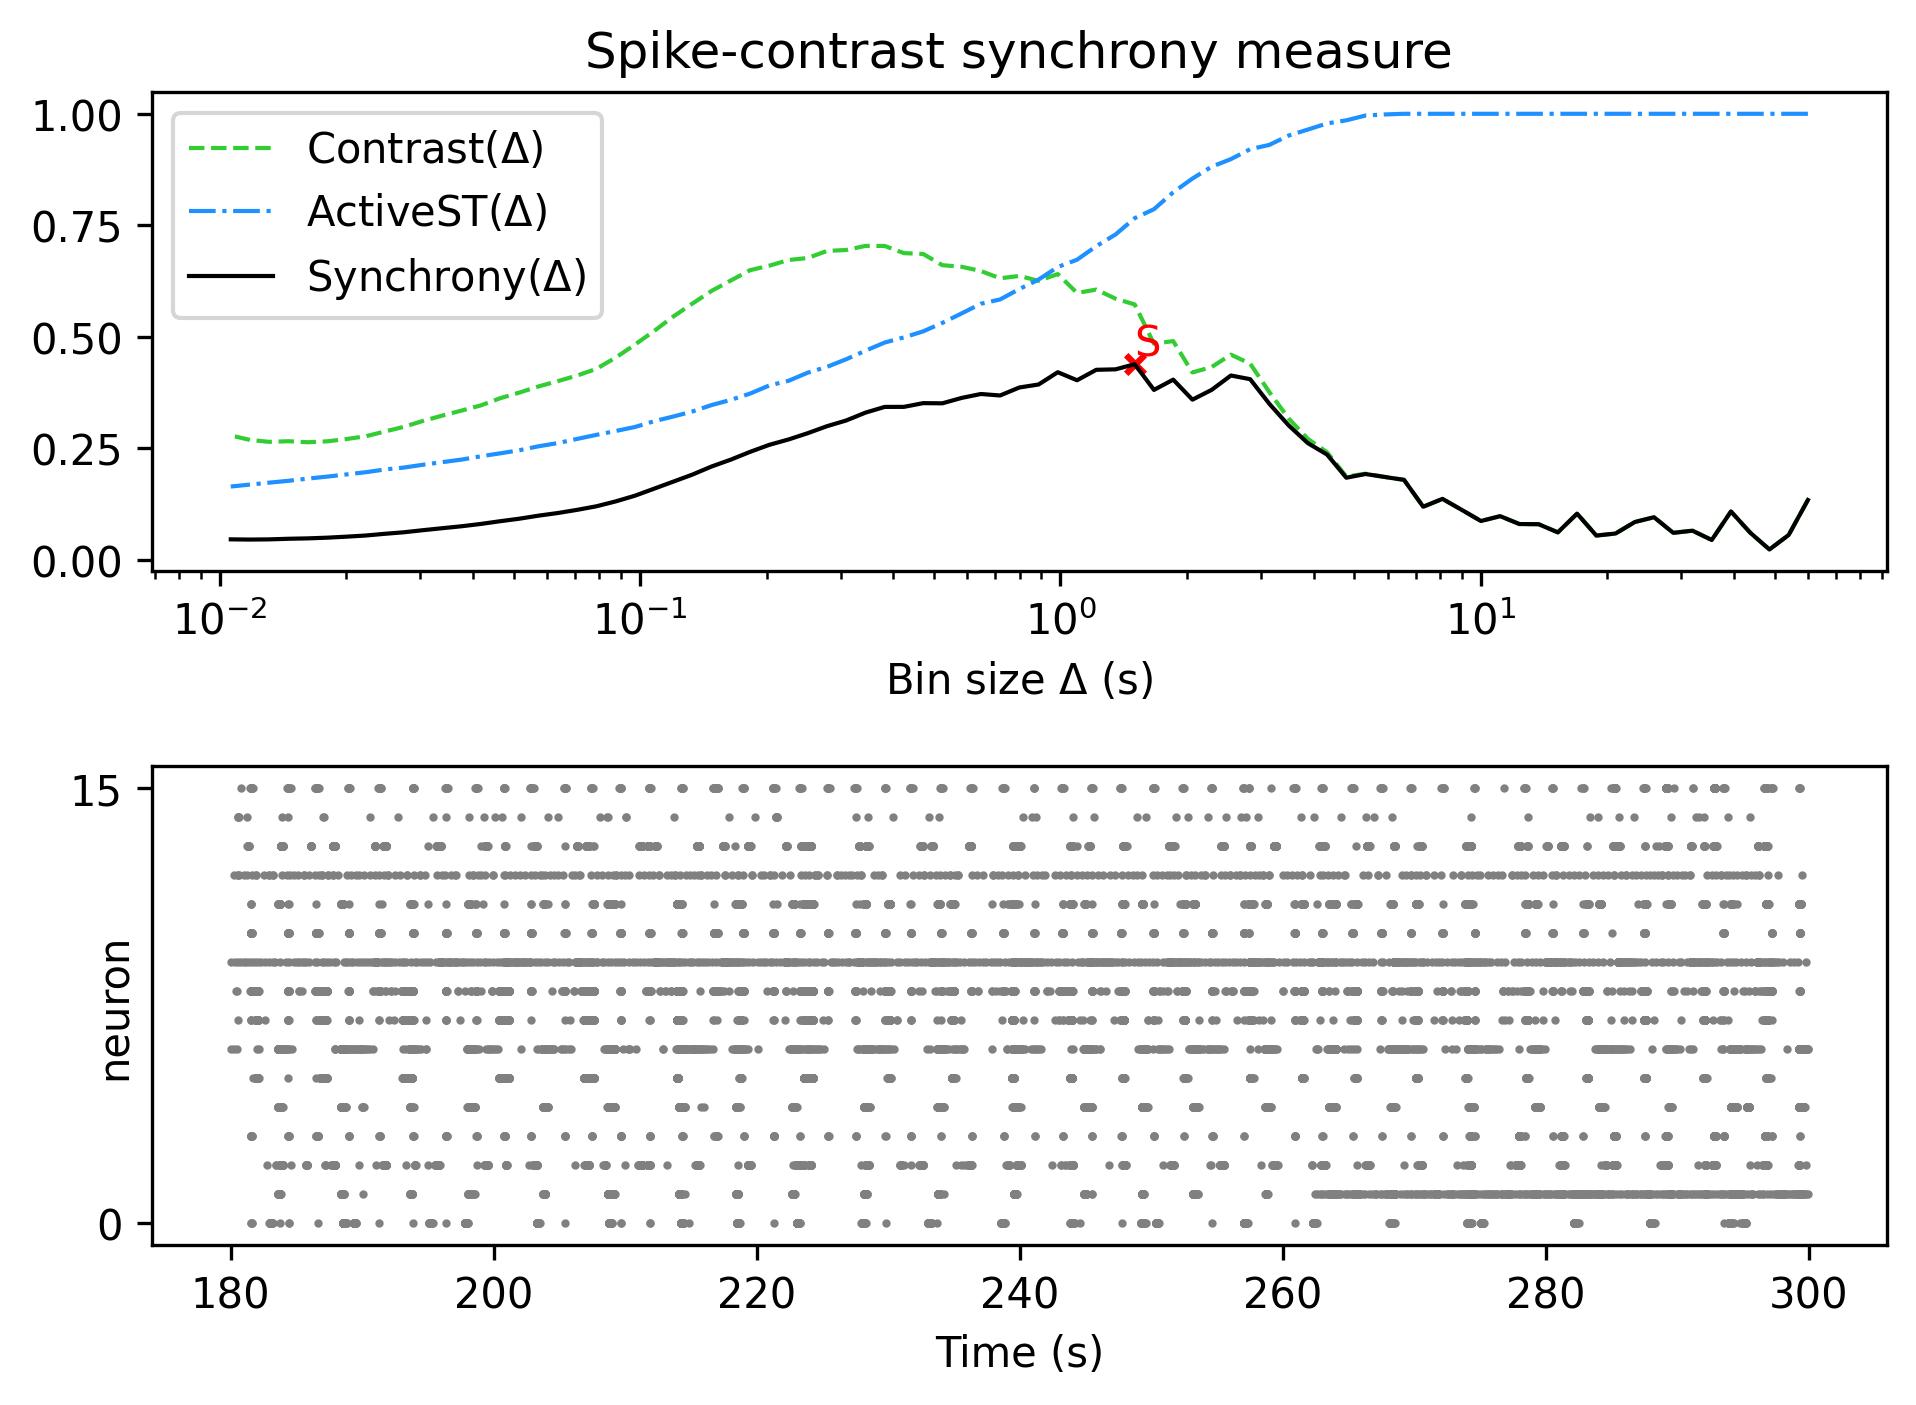 Spike-contrast synchrony measure
1.00
0.75
0.50
0.25
0.00
Contrast(Δ)
ActiveST(Δ)
Synchrony(Δ)
S
10⁻² 10⁻¹ 10⁰ 10¹
Bin size Δ (s)
15
0
neuron
180 200 220 240 260 280 300
Time (s)